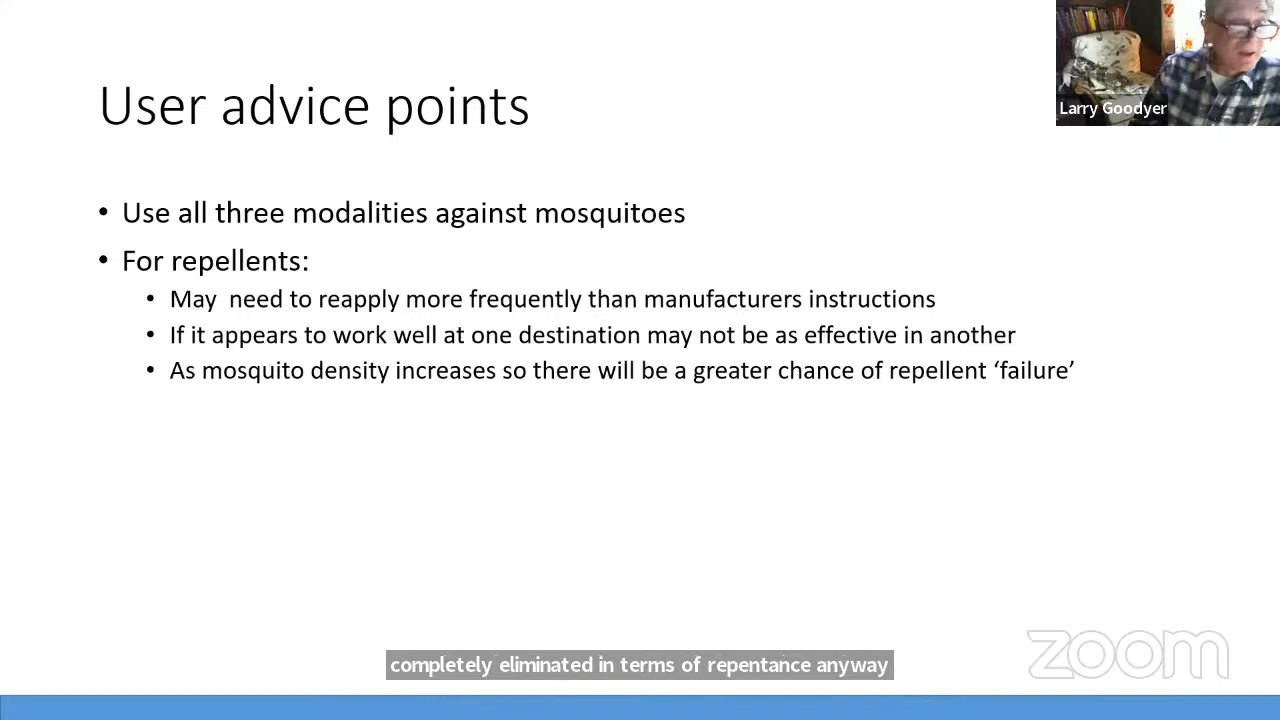 Larry Goodyer
User advice points
• Use all three modalities against mosquitoes
• For repellents:
• May need to reapply more frequently than manufacturers instructions
• If it appears to work well at one destination may not be as effective in another
• As mosquito density increases so there will be a greater chance of repellent ‘failure’
completely eliminated in terms of repentance anyway
zoom